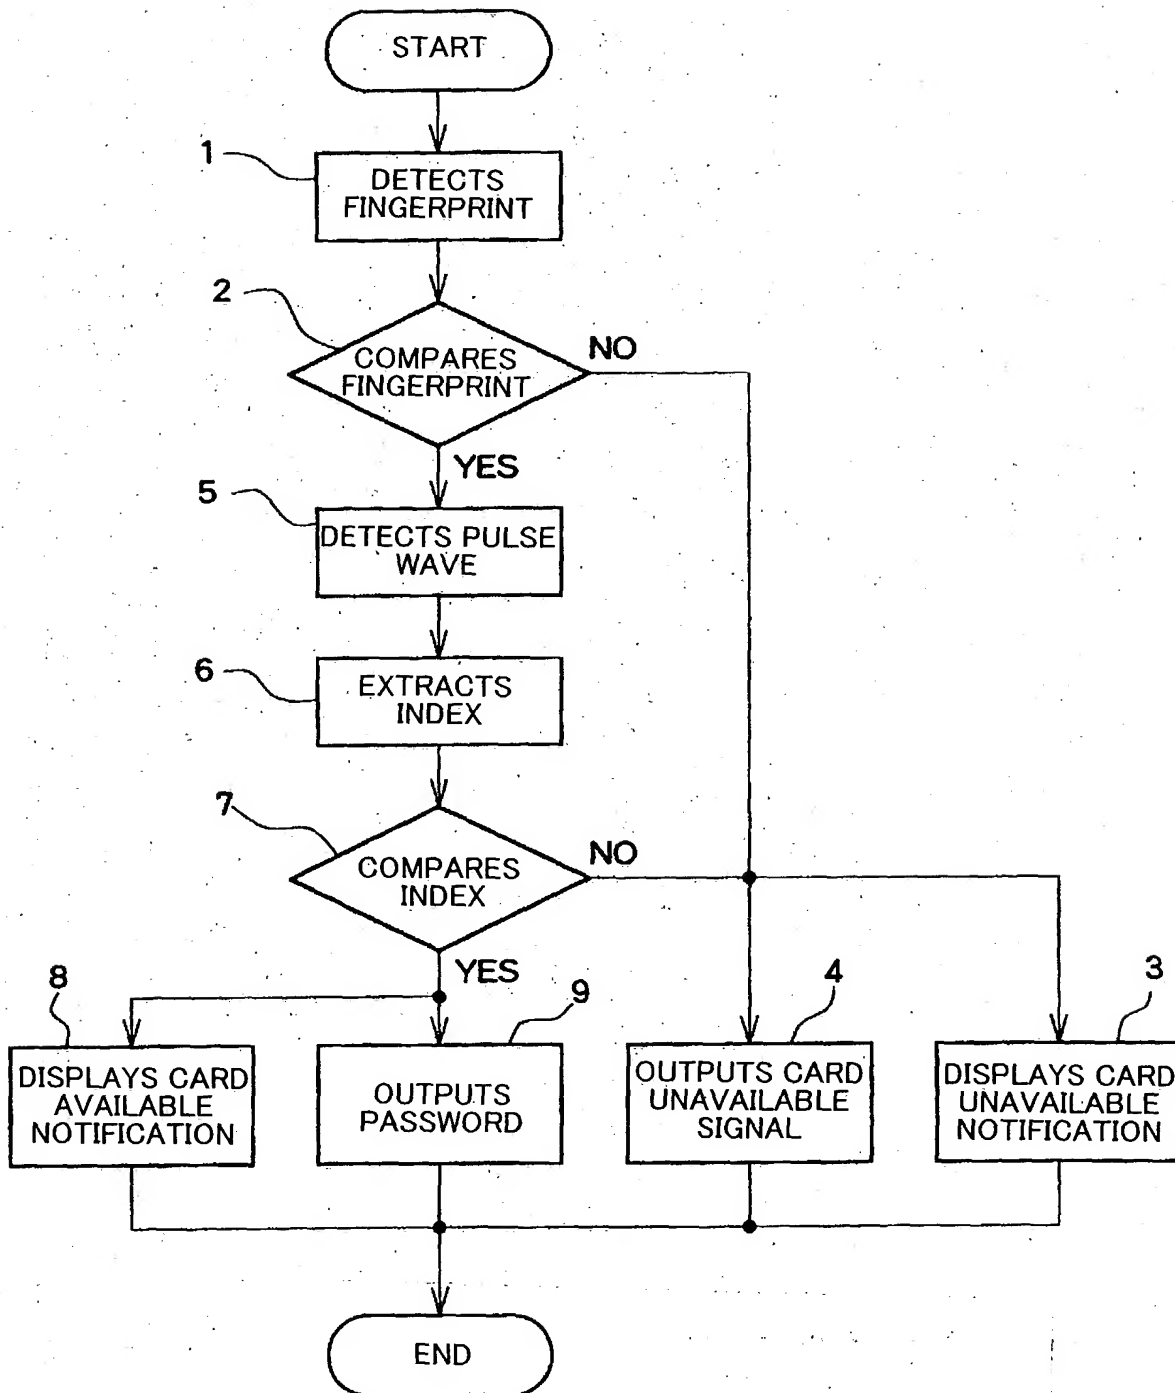 START
1
DETECTS
FINGERPRINT
2
COMPARES
FINGERPRINT
NO
YES
5
DETECTS PULSE
WAVE
6
EXTRACTS
INDEX
7
COMPARES
INDEX
NO
YES
8
DISPLAYS CARD
AVAILABLE
NOTIFICATION
9
OUTPUTS
PASSWORD
4
OUTPUTS CARD
UNAVAILABLE
SIGNAL
3
DISPLAYS CARD
UNAVAILABLE
NOTIFICATION
END